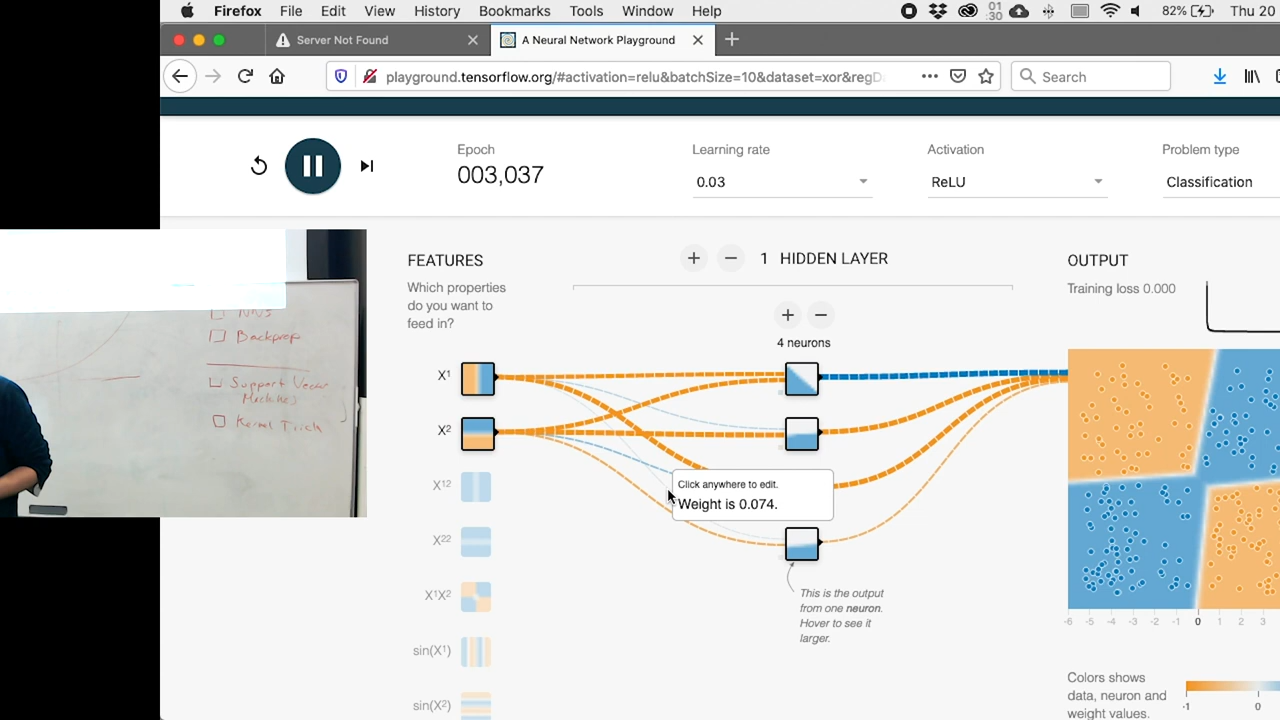 Firefox File Edit View History Bookmarks Tools Window Help 01 30 82% Thu 20
Server Not Found
A Neural Network Playground
playground.tensorflow.org/#activation=relu&batchSize=10&dataset=xor&regD
Search
Epoch
003,037
Learning rate
0.03
Activation
ReLU
Problem type
Classification
NNs
Backprop
Support Vector
Machines
Kernel Trick
FEATURES
Which properties
do you want to
feed in?
X1
X2
X12
X22
X1X2
sin(X1)
sin(X2)
1 HIDDEN LAYER
4 neurons
Click anywhere to edit.
Weight is 0.074.
This is the output
from one neuron.
Hover to see it
larger.
OUTPUT
Training loss 0.000
-6 -5 -4 -3 -2 -1 0 1 2 3
Colors shows
data, neuron and
weight values.
-1 0